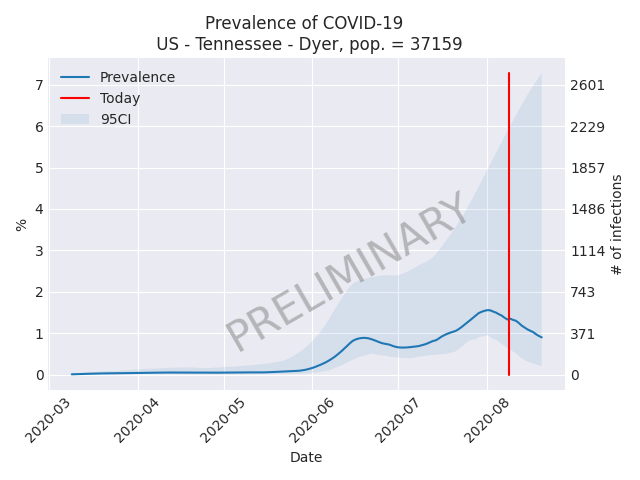 Prevalence of COVID-19
US - Tennessee - Dyer, pop. = 37159
Prevalence
Today
95CI
7
6
5
4
3
2
1
0
%
2601
2229
1857
1486
1114
743
371
0
# of infections
PRELIMINARY
2020-03
2020-04
2020-05
2020-06
2020-07
2020-08
Date